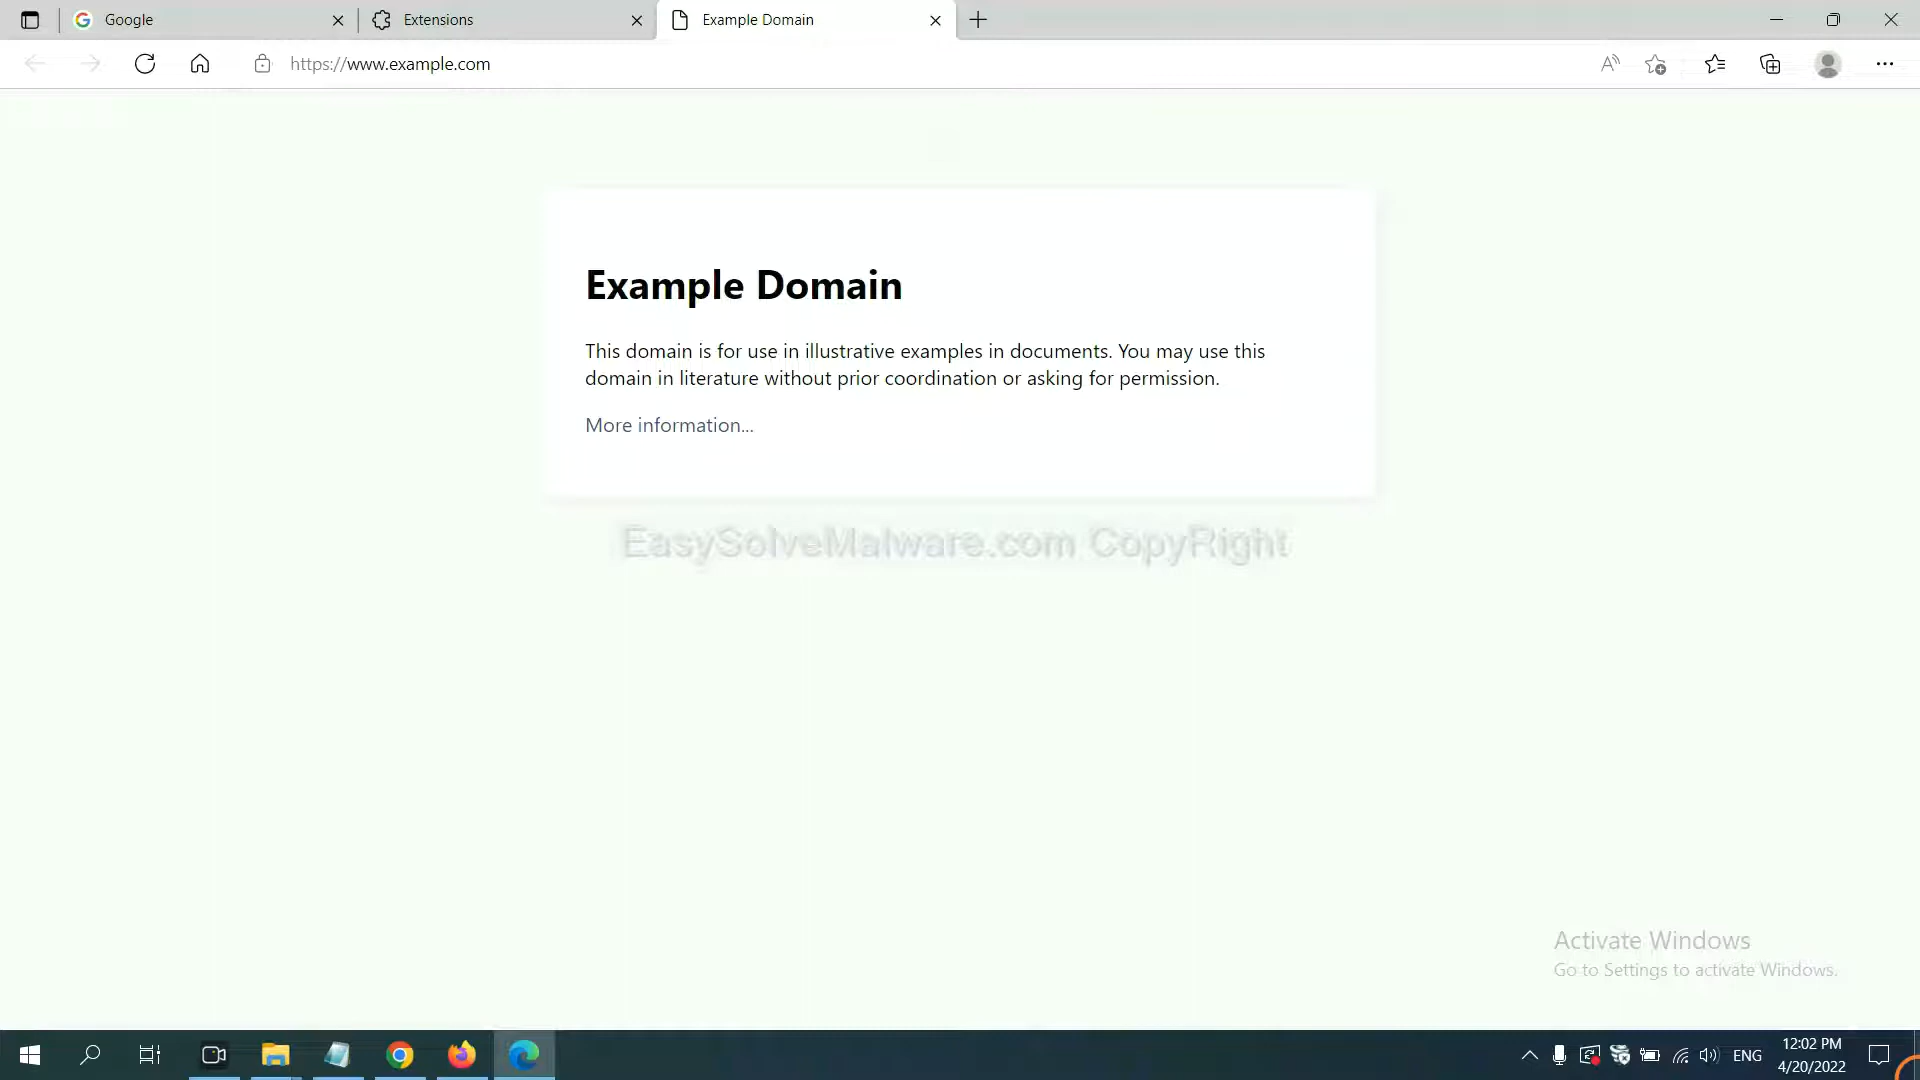 Google
Extensions
Example Domain
https://www.example.com
Example Domain
This domain is for use in illustrative examples in documents. You may use this
domain in literature without prior coordination or asking for permission.
More information...
EasySolveMalware.com CopyRight
Activate Windows
Go to Settings to activate Windows.
ENG
12:02 PM
4/20/2022